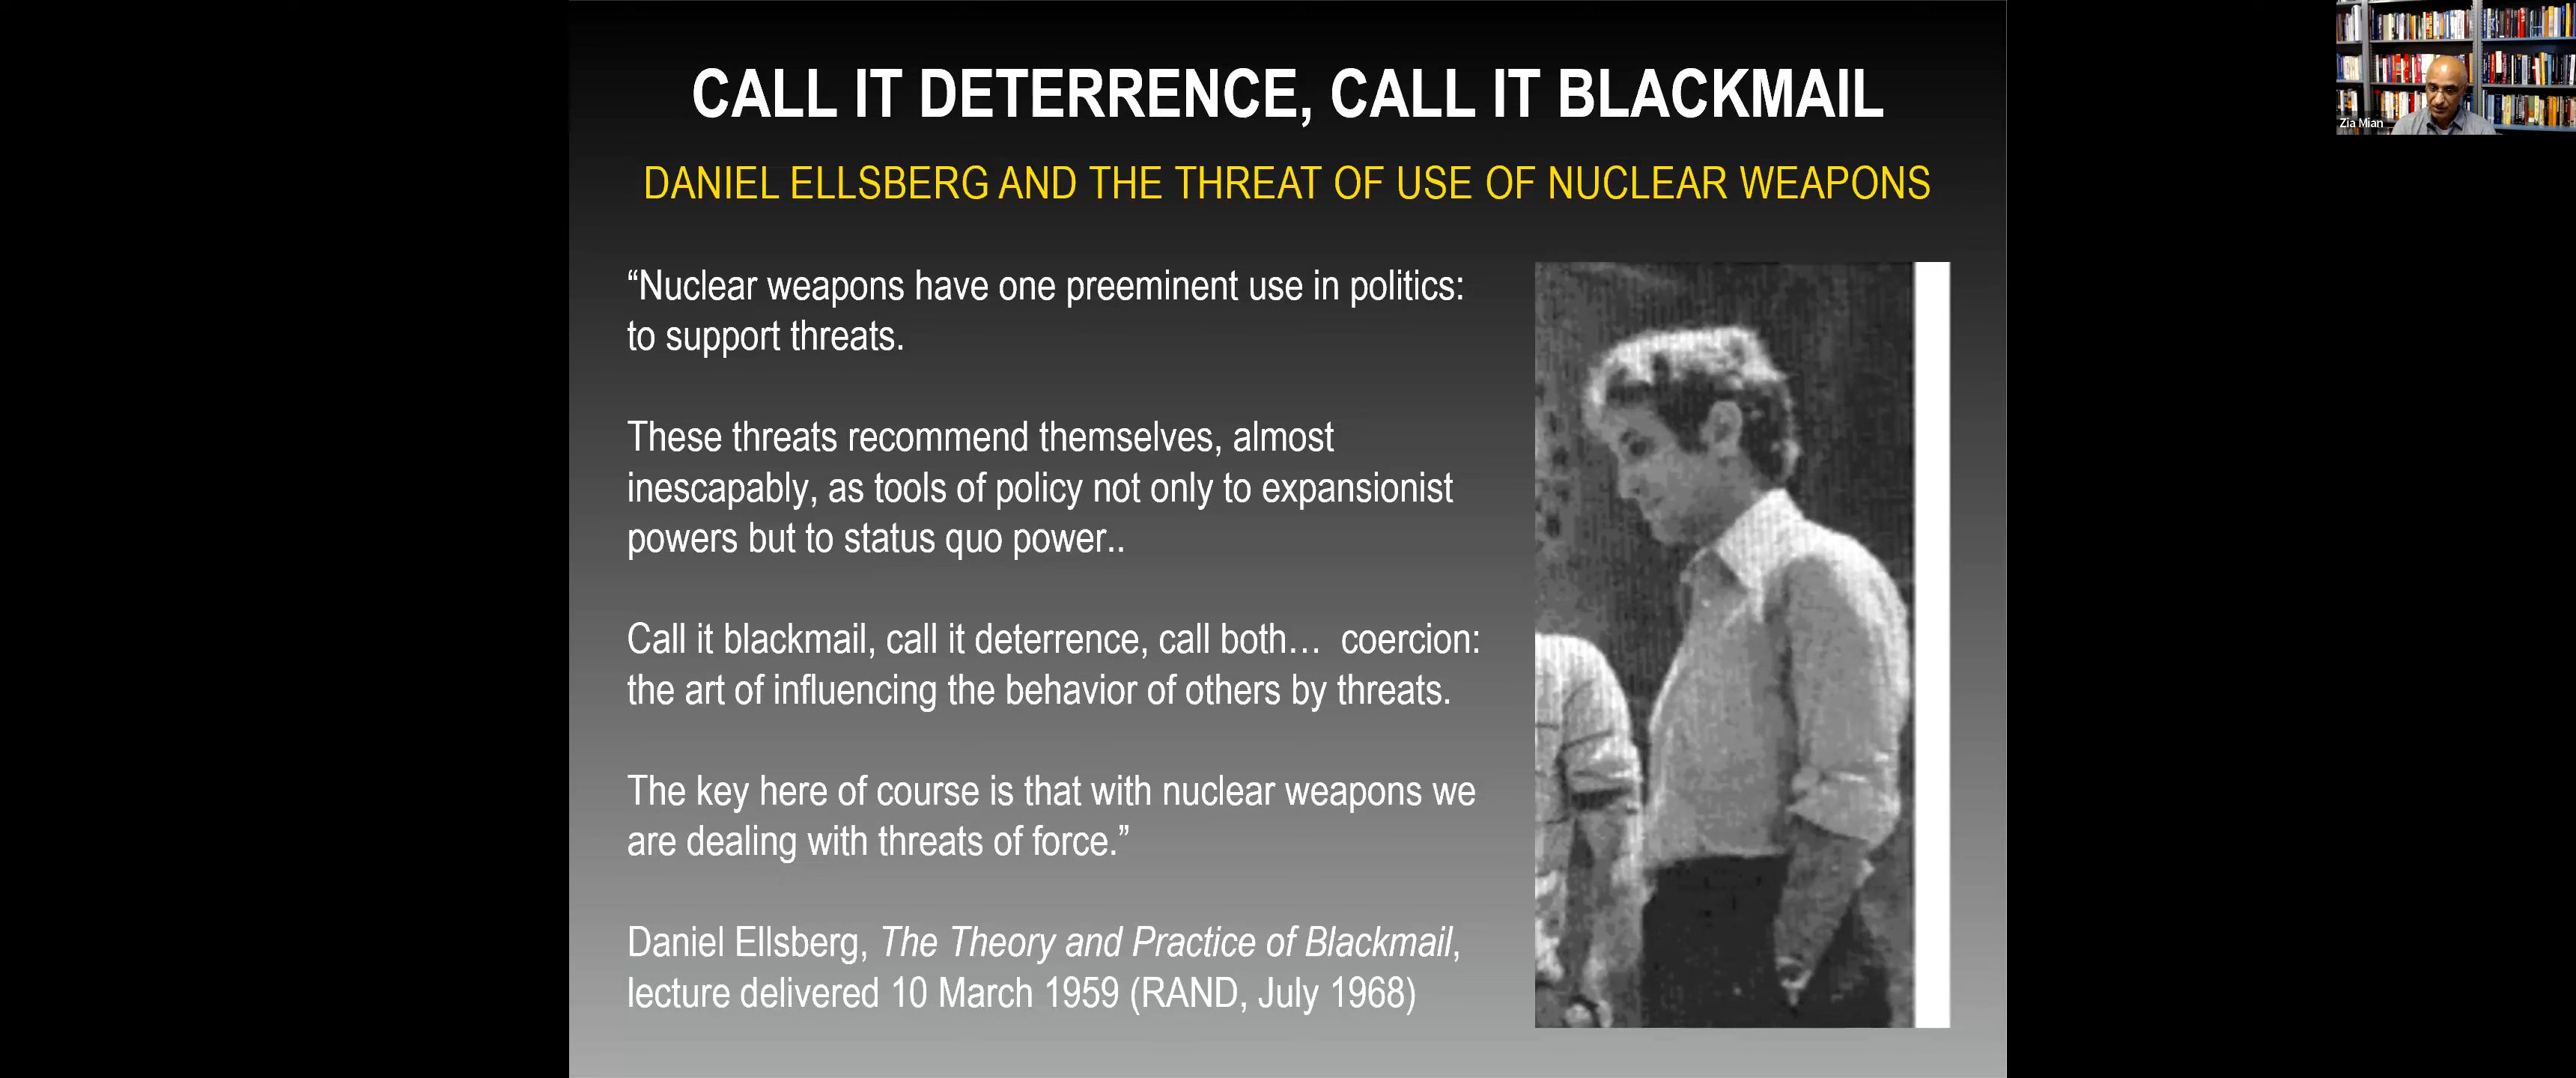 CALL IT DETERRENCE, CALL IT BLACKMAIL
DANIEL ELLSBERG AND THE THREAT OF USE OF NUCLEAR WEAPONS
“Nuclear weapons have one preeminent use in politics:
to support threats.
These threats recommend themselves, almost
inescapably, as tools of policy not only to expansionist
powers but to status quo power..
Call it blackmail, call it deterrence, call both… coercion:
the art of influencing the behavior of others by threats.
The key here of course is that with nuclear weapons we
are dealing with threats of force.”
Daniel Ellsberg, The Theory and Practice of Blackmail,
lecture delivered 10 March 1959 (RAND, July 1968)
Zia Mian